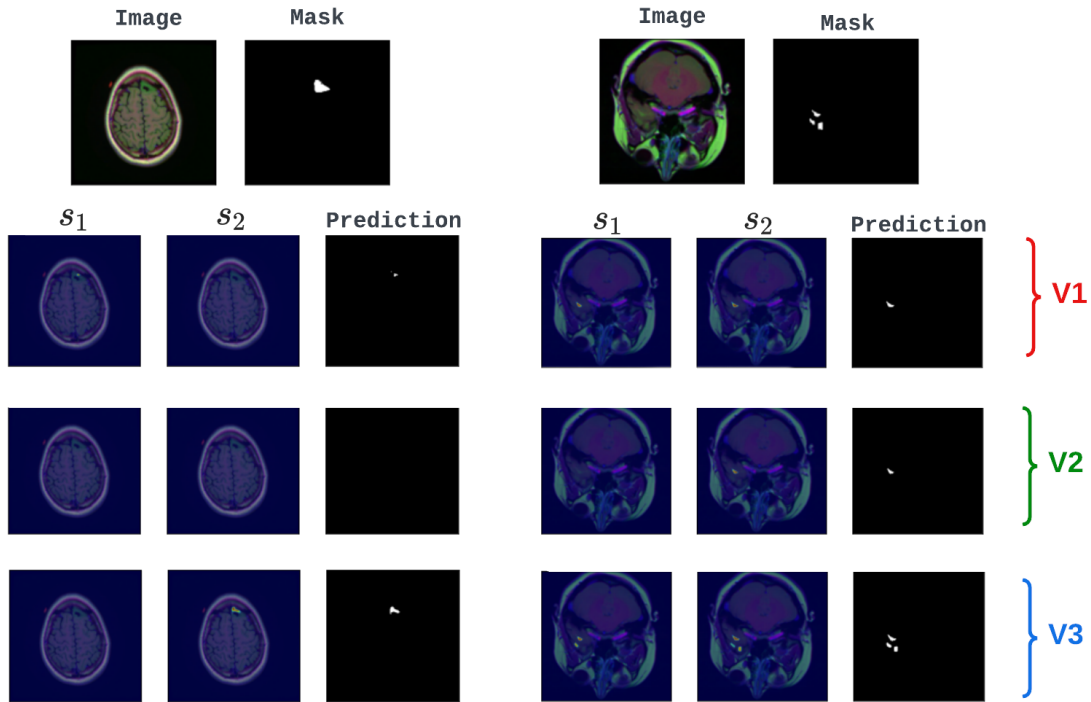 Image Mask Image Mask
s1 s2 Prediction s1 s2 Prediction
V1
V2
V3